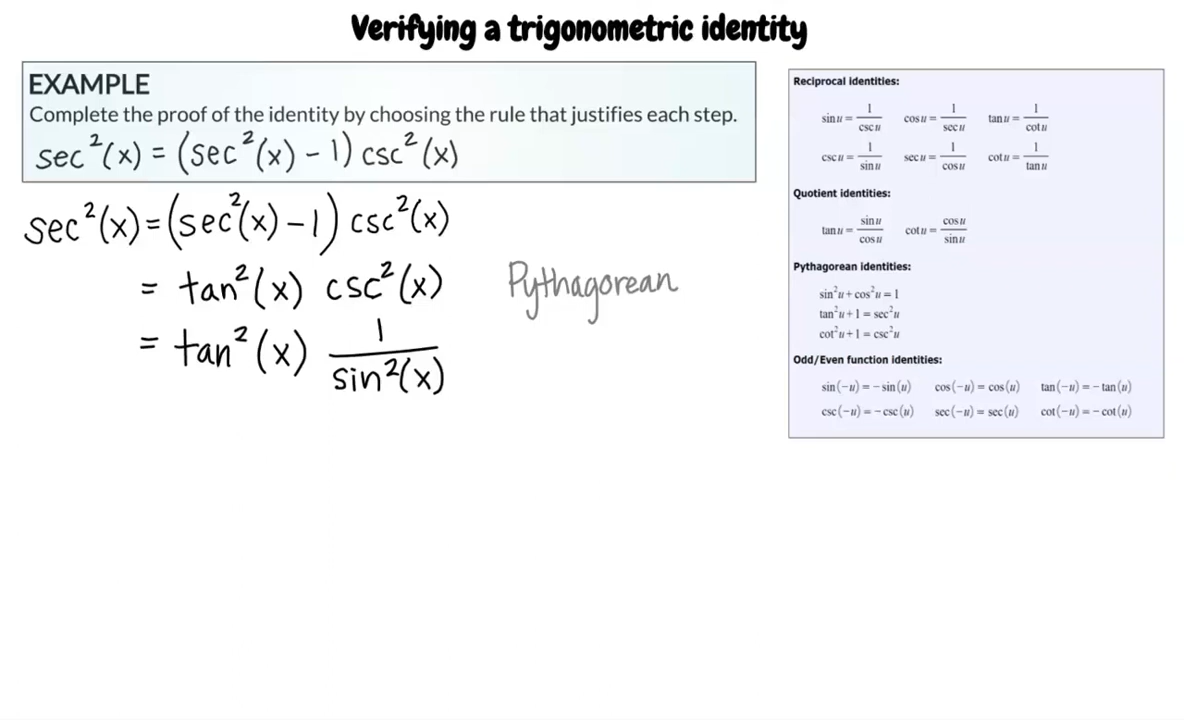 Verifying a trigonometric identity
EXAMPLE
Complete the proof of the identity by choosing the rule that justifies each step.
sec²(x) = (sec²(x) - 1) csc²(x)
sec²(x) = (sec²(x) - 1) csc²(x)
= tan²(x) csc²(x) Pythagorean
= tan²(x) 1/sin²(x)
Reciprocal identities:
sin u = 1/csc u cos u = 1/sec u tan u = 1/cot u
csc u = 1/sin u sec u = 1/cos u cot u = 1/tan u
Quotient identities:
tan u = sin u/cos u cot u = cos u/sin u
Pythagorean identities:
sin²u + cos²u = 1
tan²u + 1 = sec²u
cot²u + 1 = csc²u
Odd/Even function identities:
sin(-u) = -sin(u) cos(-u) = cos(u) tan(-u) = -tan(u)
csc(-u) = -csc(u) sec(-u) = sec(u) cot(-u) = -cot(u)